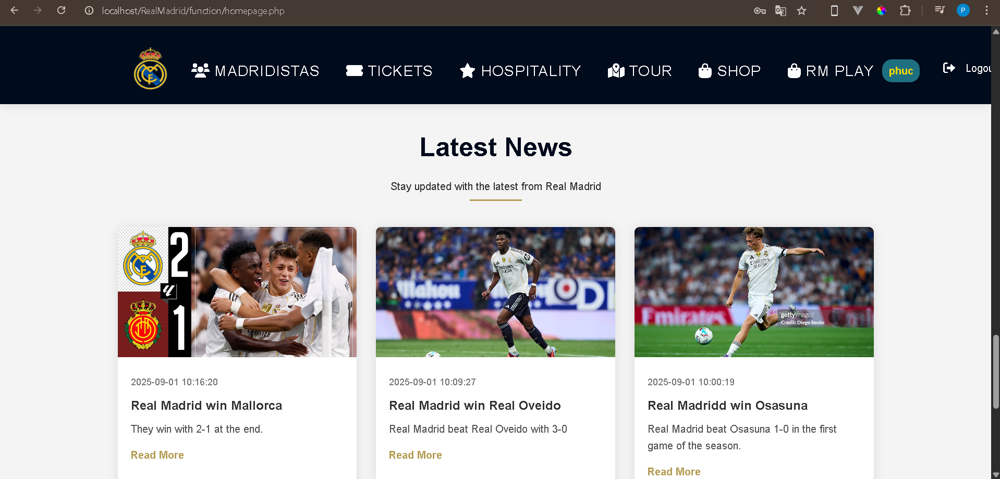 localhost/RealMadrid/function/homepage.php
P
MADRIDISTAS TICKETS HOSPITALITY TOUR SHOP RM PLAY phuc Logou
Latest News
Stay updated with the latest from Real Madrid
2
1
Mahou
Emirates
gettyimages
Credit: Diego Souto
2025-09-01 10:16:20
Real Madrid win Mallorca
They win with 2-1 at the end.
Read More
2025-09-01 10:09:27
Real Madrid win Real Oveido
Real Madrid beat Real Oveido with 3-0
Read More
2025-09-01 10:00:19
Real Madridd win Osasuna
Real Madrid beat Osasuna 1-0 in the first
game of the season.
Read More